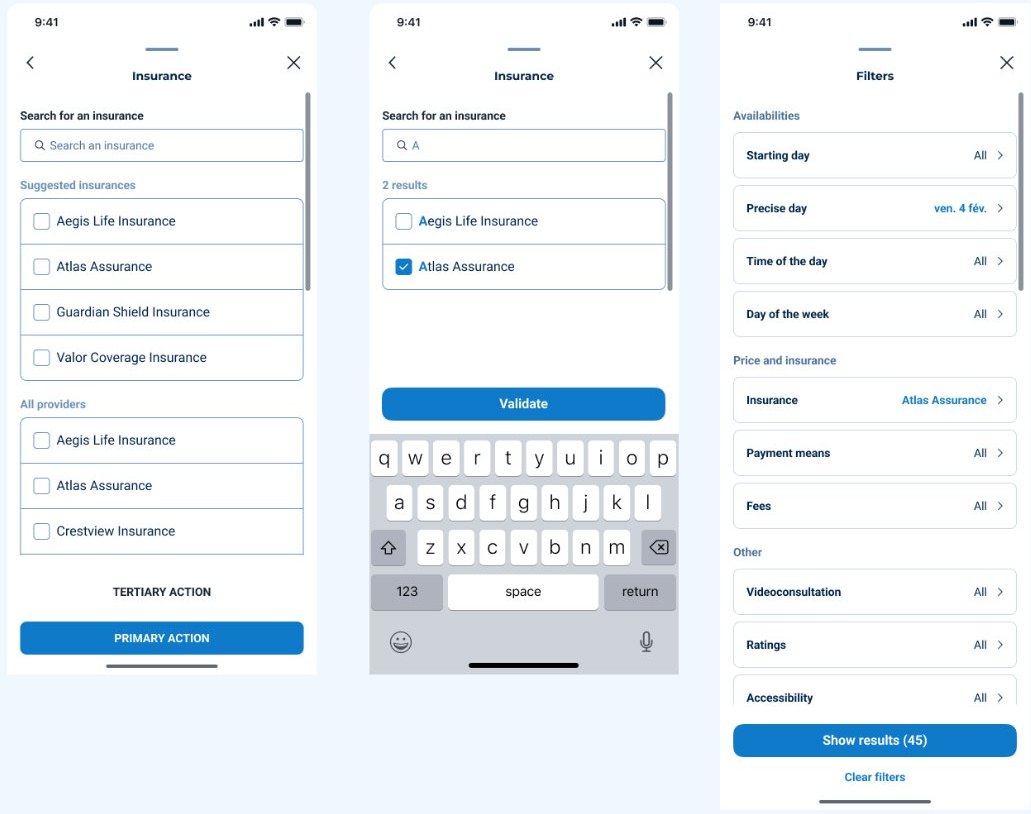 9:41
Insurance
Search for an insurance
Search an insurance
Suggested insurances
Aegis Life Insurance
Atlas Assurance
Guardian Shield Insurance
Valor Coverage Insurance
All providers
Aegis Life Insurance
Atlas Assurance
Crestview Insurance
TERTIARY ACTION
PRIMARY ACTION
9:41
Insurance
Search for an insurance
A
2 results
Aegis Life Insurance
Atlas Assurance
Validate
q w e r t y u i o p
a s d f g h j k l
z x c v b n m
123 space return
9:41
Filters
Availabilities
Starting day All
Precise day ven. 4 fév.
Time of the day All
Day of the week All
Price and insurance
Insurance Atlas Assurance
Payment means All
Fees All
Other
Videoconsultation All
Ratings All
Accessibility All
Show results (45)
Clear filters